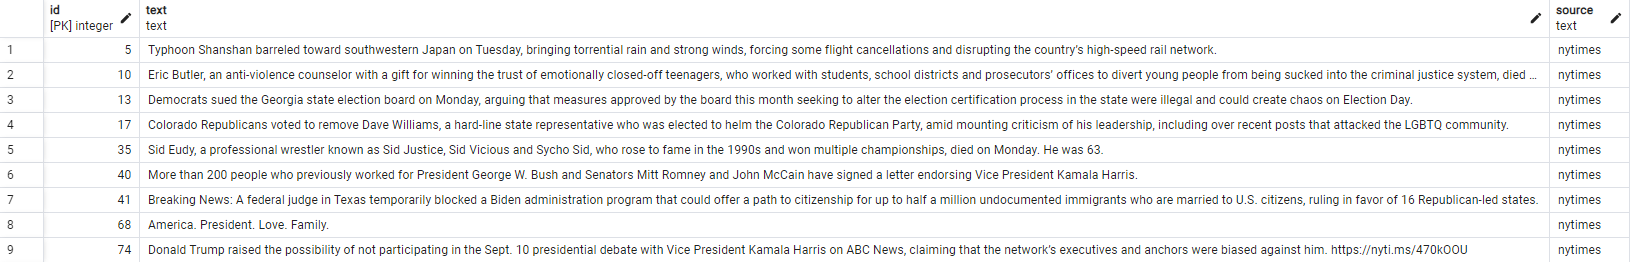 id text source
[PK] integer text text
1 5 Typhoon Shanshan barreled toward southwestern Japan on Tuesday, bringing torrential rain and strong winds, forcing some flight cancellations and disrupting the country's high-speed rail network. nytimes
2 10 Eric Butler, an anti-violence counselor with a gift for winning the trust of emotionally closed-off teenagers, who worked with students, school districts and prosecutors' offices to divert young people from being sucked into the criminal justice system, died ... nytimes
3 13 Democrats sued the Georgia state election board on Monday, arguing that measures approved by the board this month seeking to alter the election certification process in the state were illegal and could create chaos on Election Day. nytimes
4 17 Colorado Republicans voted to remove Dave Williams, a hard-line state representative who was elected to helm the Colorado Republican Party, amid mounting criticism of his leadership, including over recent posts that attacked the LGBTQ community. nytimes
5 35 Sid Eudy, a professional wrestler known as Sid Justice, Sid Vicious and Sycho Sid, who rose to fame in the 1990s and won multiple championships, died on Monday. He was 63. nytimes
6 40 More than 200 people who previously worked for President George W. Bush and Senators Mitt Romney and John McCain have signed a letter endorsing Vice President Kamala Harris. nytimes
7 41 Breaking News: A federal judge in Texas temporarily blocked a Biden administration program that could offer a path to citizenship for up to half a million undocumented immigrants who are married to U.S. citizens, ruling in favor of 16 Republican-led states. nytimes
8 68 America. President. Love. Family. nytimes
9 74 Donald Trump raised the possibility of not participating in the Sept. 10 presidential debate with Vice President Kamala Harris on ABC News, claiming that the network's executives and anchors were biased against him. https://nyti.ms/470kOOU nytimes